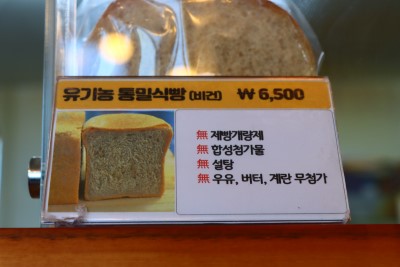 유기농 통밀식빵 (비건) ₩ 6,500
無 제빵개량제
無 합성첨가물
無 설탕
無 우유, 버터, 계란 무첨가